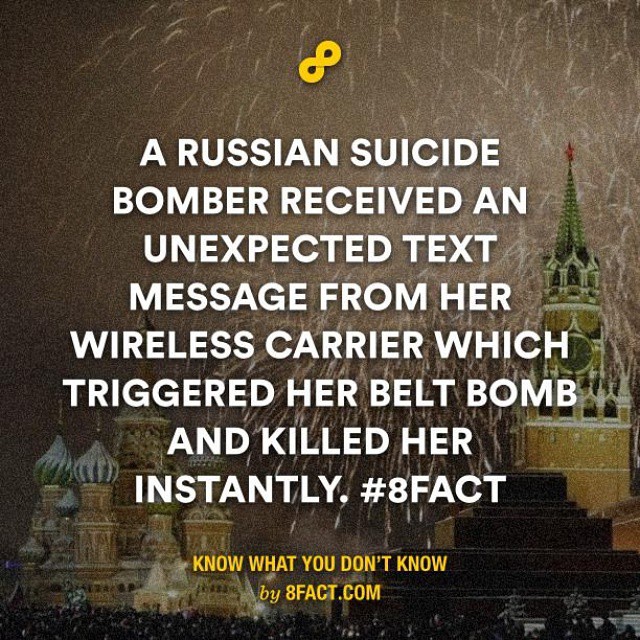 A RUSSIAN SUICIDE
BOMBER RECEIVED AN
UNEXPECTED TEXT
MESSAGE FROM HER
WIRELESS CARRIER WHICH
TRIGGERED HER BELT BOMB
AND KILLED HER
INSTANTLY. #8FACT
KNOW WHAT YOU DON'T KNOW
by 8FACT.COM